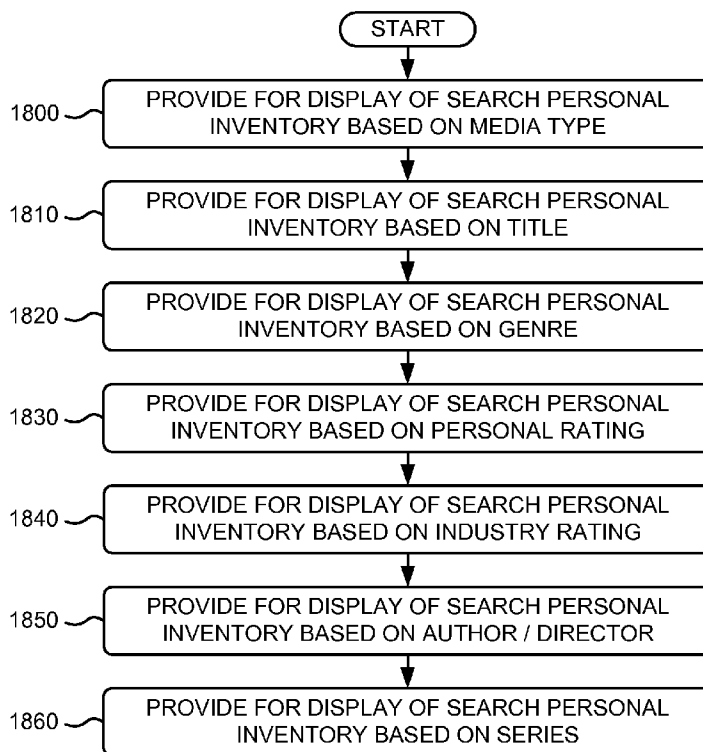 START
1800
PROVIDE FOR DISPLAY OF SEARCH PERSONAL
INVENTORY BASED ON MEDIA TYPE
1810
PROVIDE FOR DISPLAY OF SEARCH PERSONAL
INVENTORY BASED ON TITLE
1820
PROVIDE FOR DISPLAY OF SEARCH PERSONAL
INVENTORY BASED ON GENRE
1830
PROVIDE FOR DISPLAY OF SEARCH PERSONAL
INVENTORY BASED ON PERSONAL RATING
1840
PROVIDE FOR DISPLAY OF SEARCH PERSONAL
INVENTORY BASED ON INDUSTRY RATING
1850
PROVIDE FOR DISPLAY OF SEARCH PERSONAL
INVENTORY BASED ON AUTHOR / DIRECTOR
1860
PROVIDE FOR DISPLAY OF SEARCH PERSONAL
INVENTORY BASED ON SERIES